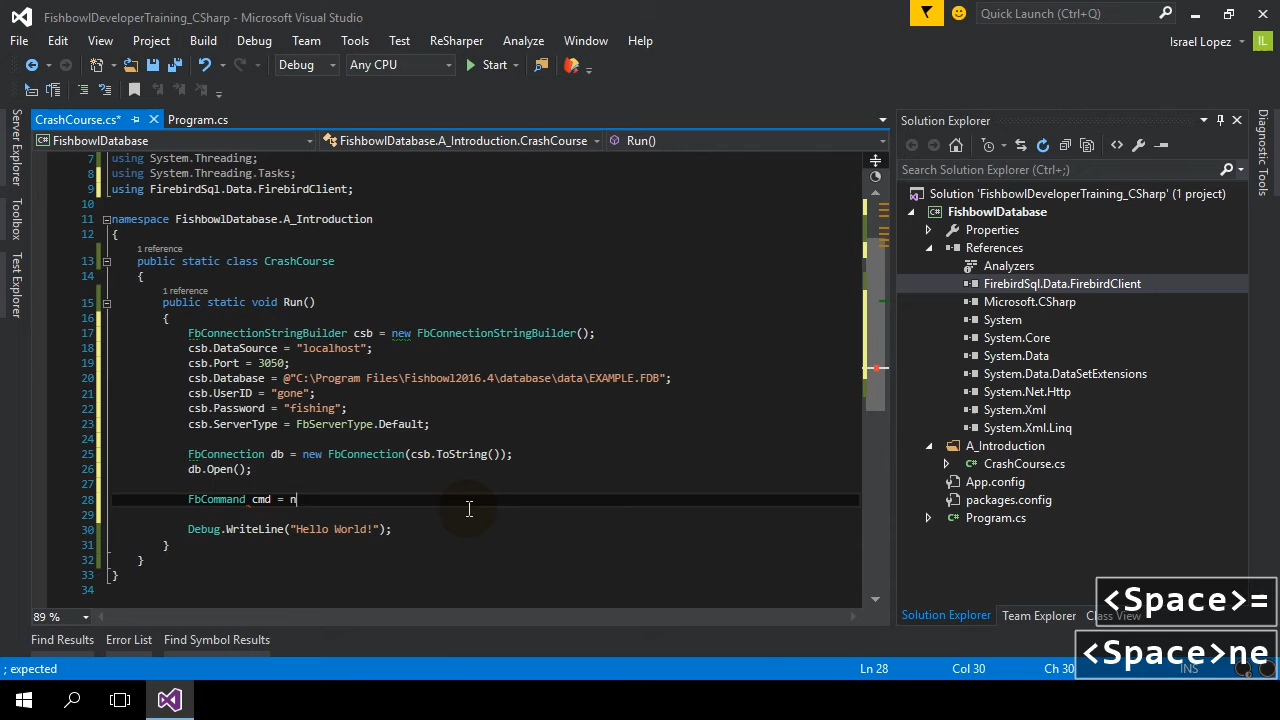 FishbowlDeveloperTraining_CSharp - Microsoft Visual Studio
Quick Launch (Ctrl+Q)
File Edit View Project Build Debug Team Tools Test ReSharper Analyze Window Help
Israel Lopez IL
Debug Any CPU Start
CrashCourse.cs* Program.cs
FishbowlDatabase FishbowlDatabase.A_Introduction.CrashCourse Run()
Server Explorer
Toolbox
Test Explorer
7 using System.Threading;
8 using System.Threading.Tasks;
9 using FirebirdSql.Data.FirebirdClient;
10
11 namespace FishbowlDatabase.A_Introduction
12 {
1 reference
13 public static class CrashCourse
14 {
1 reference
15 public static void Run()
16 {
17 FbConnectionStringBuilder csb = new FbConnectionStringBuilder();
18 csb.DataSource = "localhost";
19 csb.Port = 3050;
20 csb.Database = @"C:\Program Files\Fishbowl2016.4\database\data\EXAMPLE.FDB";
21 csb.UserID = "gone";
22 csb.Password = "fishing";
23 csb.ServerType = FbServerType.Default;
24
25 FbConnection db = new FbConnection(csb.ToString());
26 db.Open();
27
28 FbCommand cmd = n
29
30 Debug.WriteLine("Hello World!");
31 }
32 }
33 }
34
89 %
Solution Explorer
Search Solution Explorer (Ctrl+;)
Solution 'FishbowlDeveloperTraining_CSharp' (1 project)
FishbowlDatabase
Properties
References
Analyzers
FirebirdSql.Data.FirebirdClient
Microsoft.CSharp
System
System.Core
System.Data
System.Data.DataSetExtensions
System.Net.Http
System.Xml
System.Xml.Linq
A_Introduction
CrashCourse.cs
App.config
packages.config
Program.cs
Diagnostic Tools
Solution Explorer Team Explorer Class View
Find Results Error List Find Symbol Results
; expected Ln 28 Col 30 Ch 30 INS
<Space>=
<Space>ne